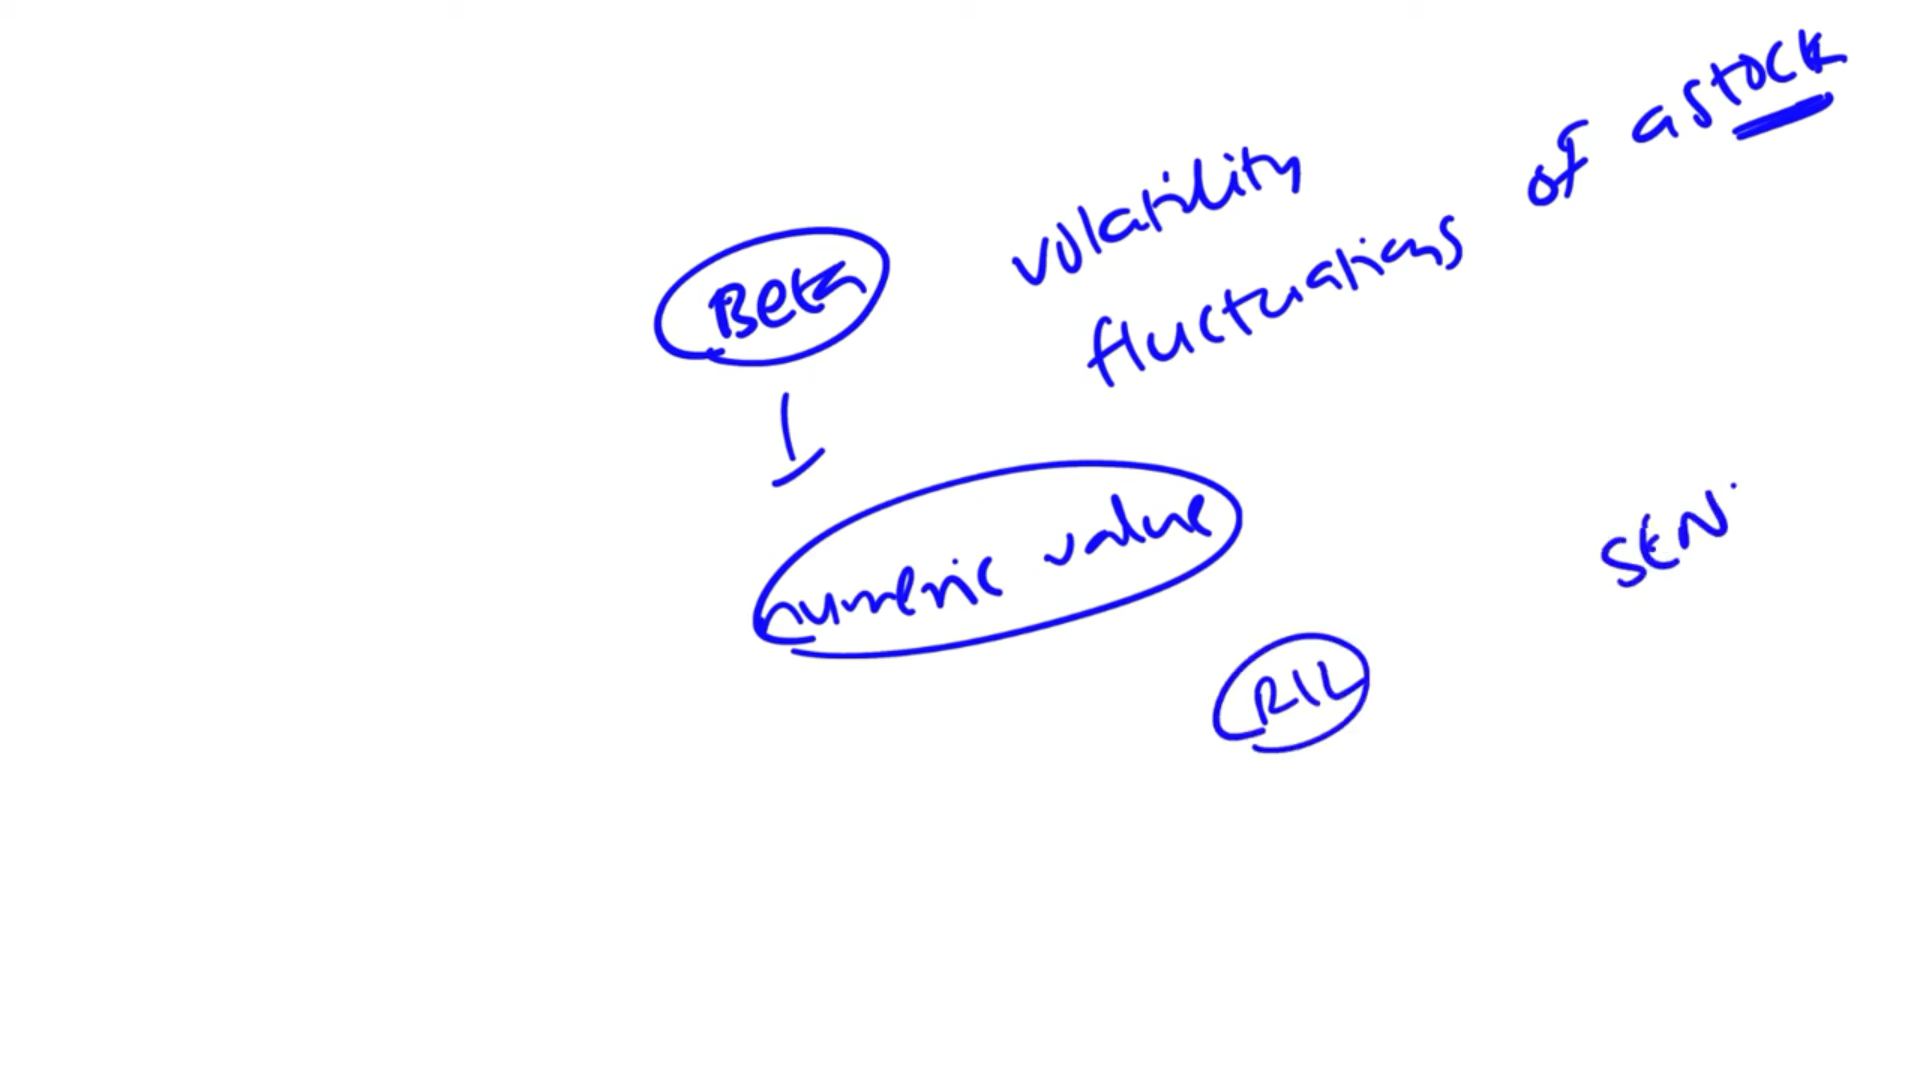 Beta
volatility
fluctuations
of a stock
numeric value
SEN
RIL